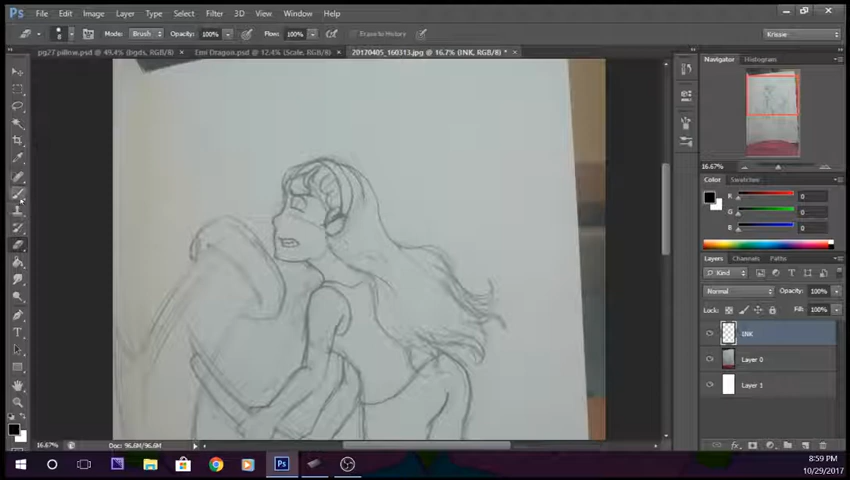 Ps File Edit Image Layer Type Select Filter 3D View Window Help
Mode: Brush Opacity: 100% Flow: 100% Erase to History Krissie
pg27 pillow.psd @ 49.4% (bgds, RGB/8) × Emi Dragon.psd @ 12.4% (Scale, RGB/8) × 20170405_160313.jpg @ 16.7% (INK, RGB/8) * ×
Navigator Histogram
16.67%
Color Swatches
R 0
G 0
B 0
Layers Channels Paths
Kind
Normal Opacity: 100%
Lock: Fill: 100%
INK
Layer 0
Layer 1
16.67% Doc: 96.6M/96.6M
8:59 PM
10/29/2017